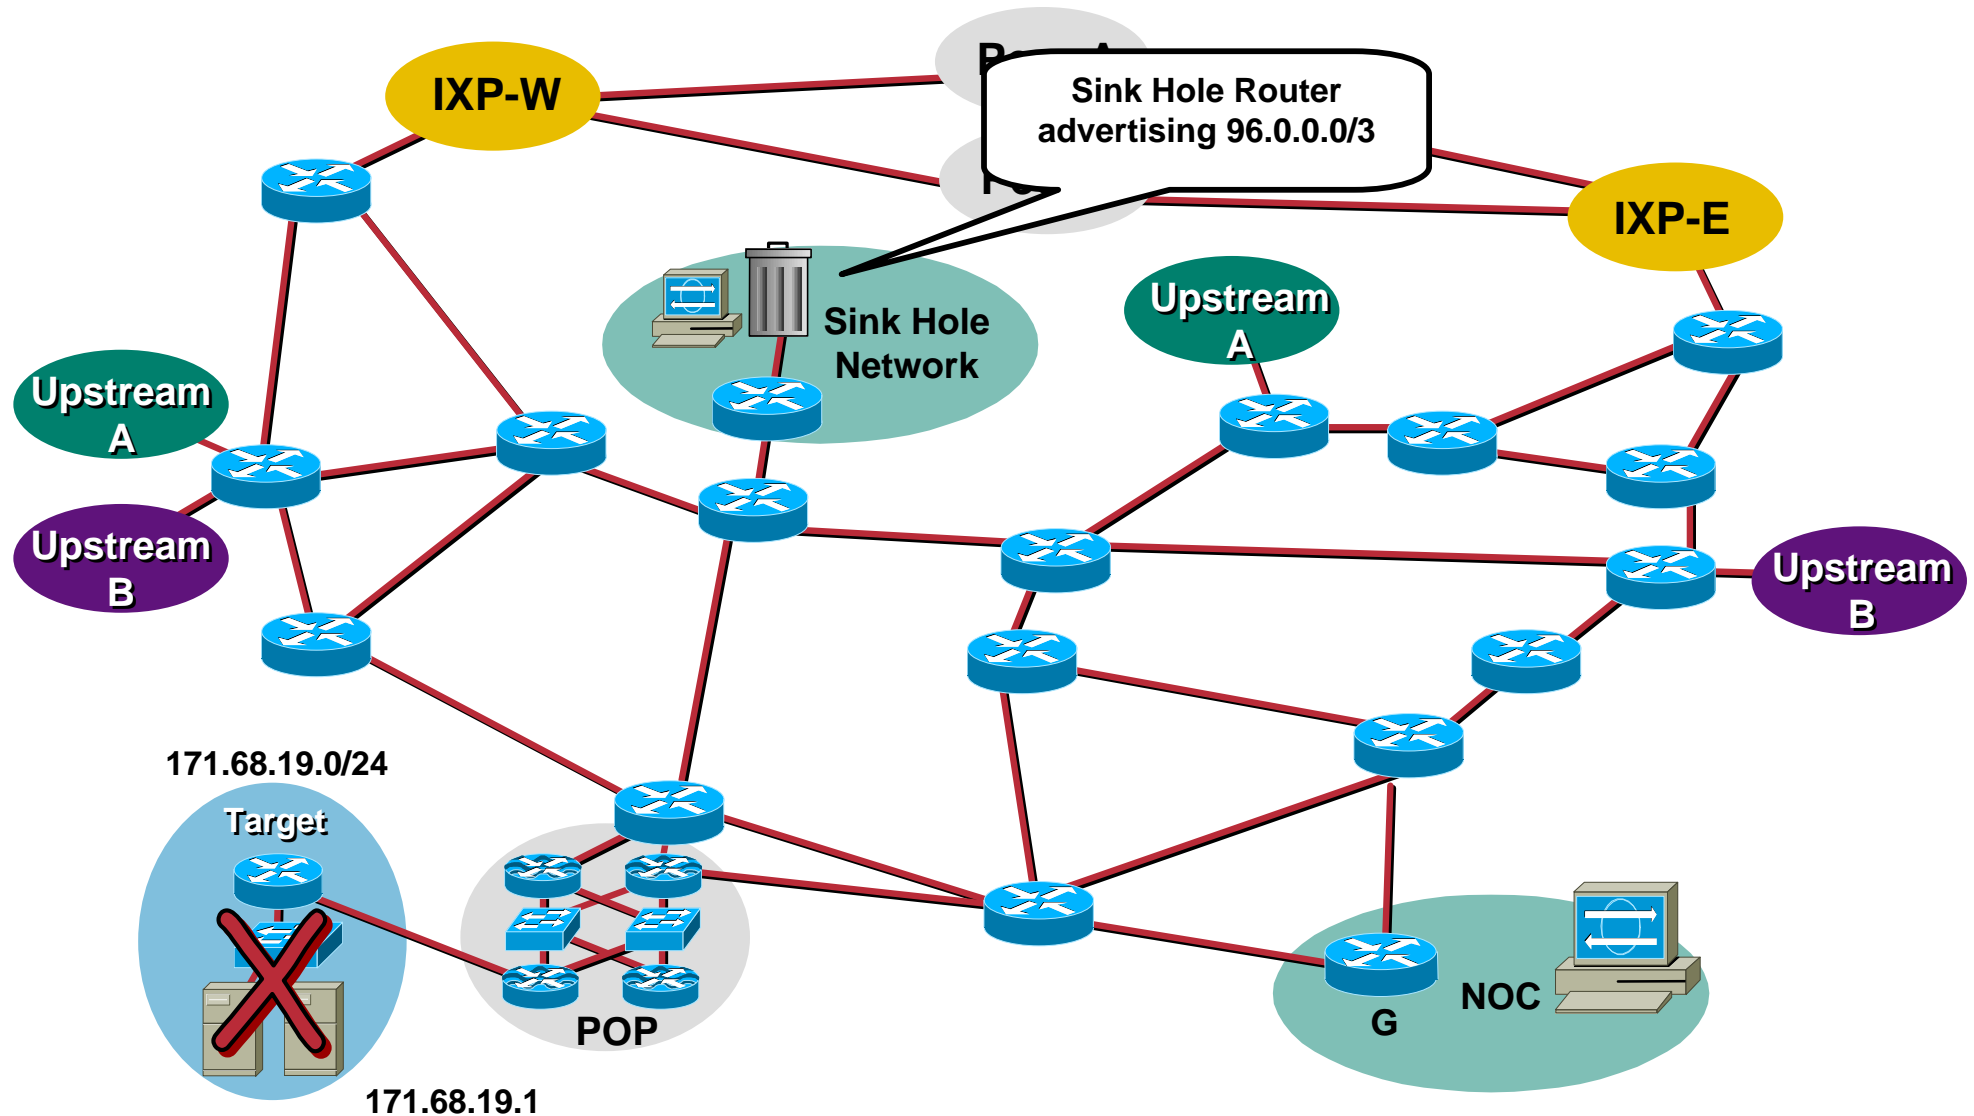 IXP-W
Sink Hole Router
advertising 96.0.0.0/3
IXP-E
Upstream
A
Sink Hole
Network
Upstream
A
Upstream
B
Upstream
B
171.68.19.0/24
Target
POP
NOC
G
171.68.19.1